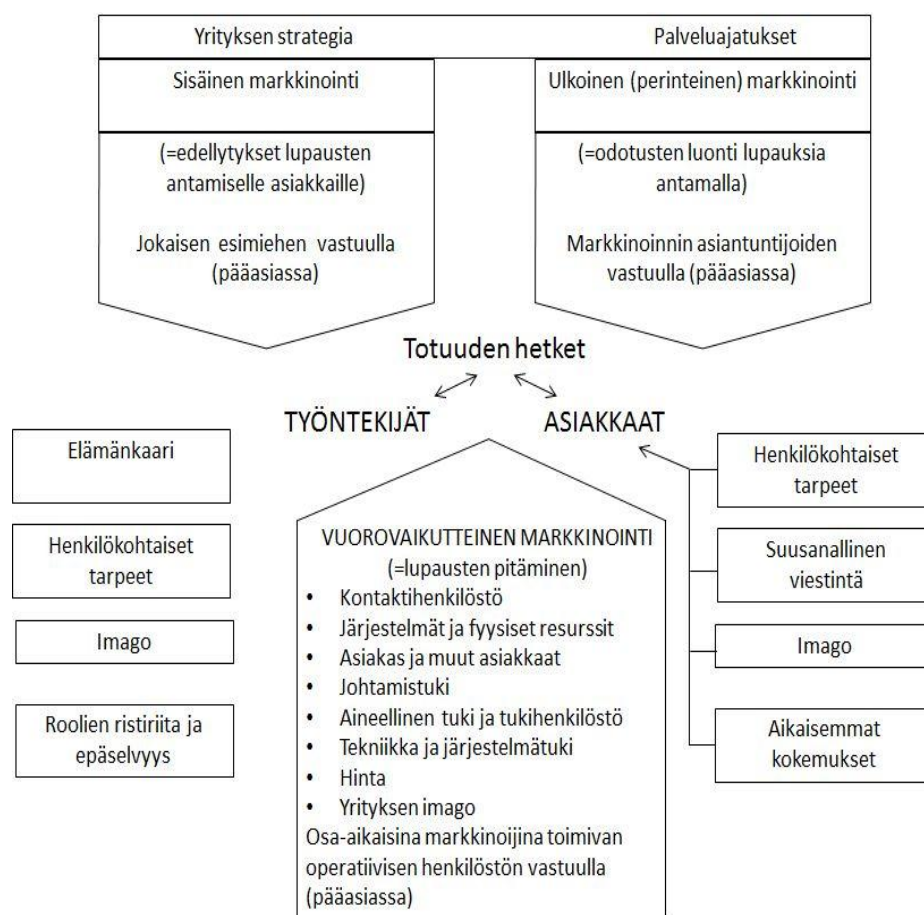 Yrityksen strategia
Palveluajatukset
Sisäinen markkinointi
Ulkoinen (perinteinen) markkinointi
(=edellytykset lupausten
antamiselle asiakkaille)
Jokaisen esimiehen vastuulla
(pääasiassa)
(=odotusten luonti lupauksia
antamalla)
Markkinoinnin asiantuntijoiden
vastuulla (pääasiassa)
Totuuden hetket
TYÖNTEKIJÄT
ASIAKKAAT
Elämänkaari
Henkilökohtaiset
tarpeet
Imago
Roolien ristiriita ja
epäselvyys
VUOROVAIKUTTEINEN MARKKINOINTI
(=lupausten pitäminen)
• Kontaktihenkilöstö
• Järjestelmät ja fyysiset resurssit
• Asiakas ja muut asiakkaat
• Johtamistuki
• Aineellinen tuki ja tukihenkilöstö
• Tekniikka ja järjestelmätuki
• Hinta
• Yrityksen imago
Osa-aikaisina markkinoijina toimivan
operatiivisen henkilöstön vastuulla
(pääasiassa)
Henkilökohtaiset
tarpeet
Suusanallinen
viestintä
Imago
Aikaisemmat
kokemukset